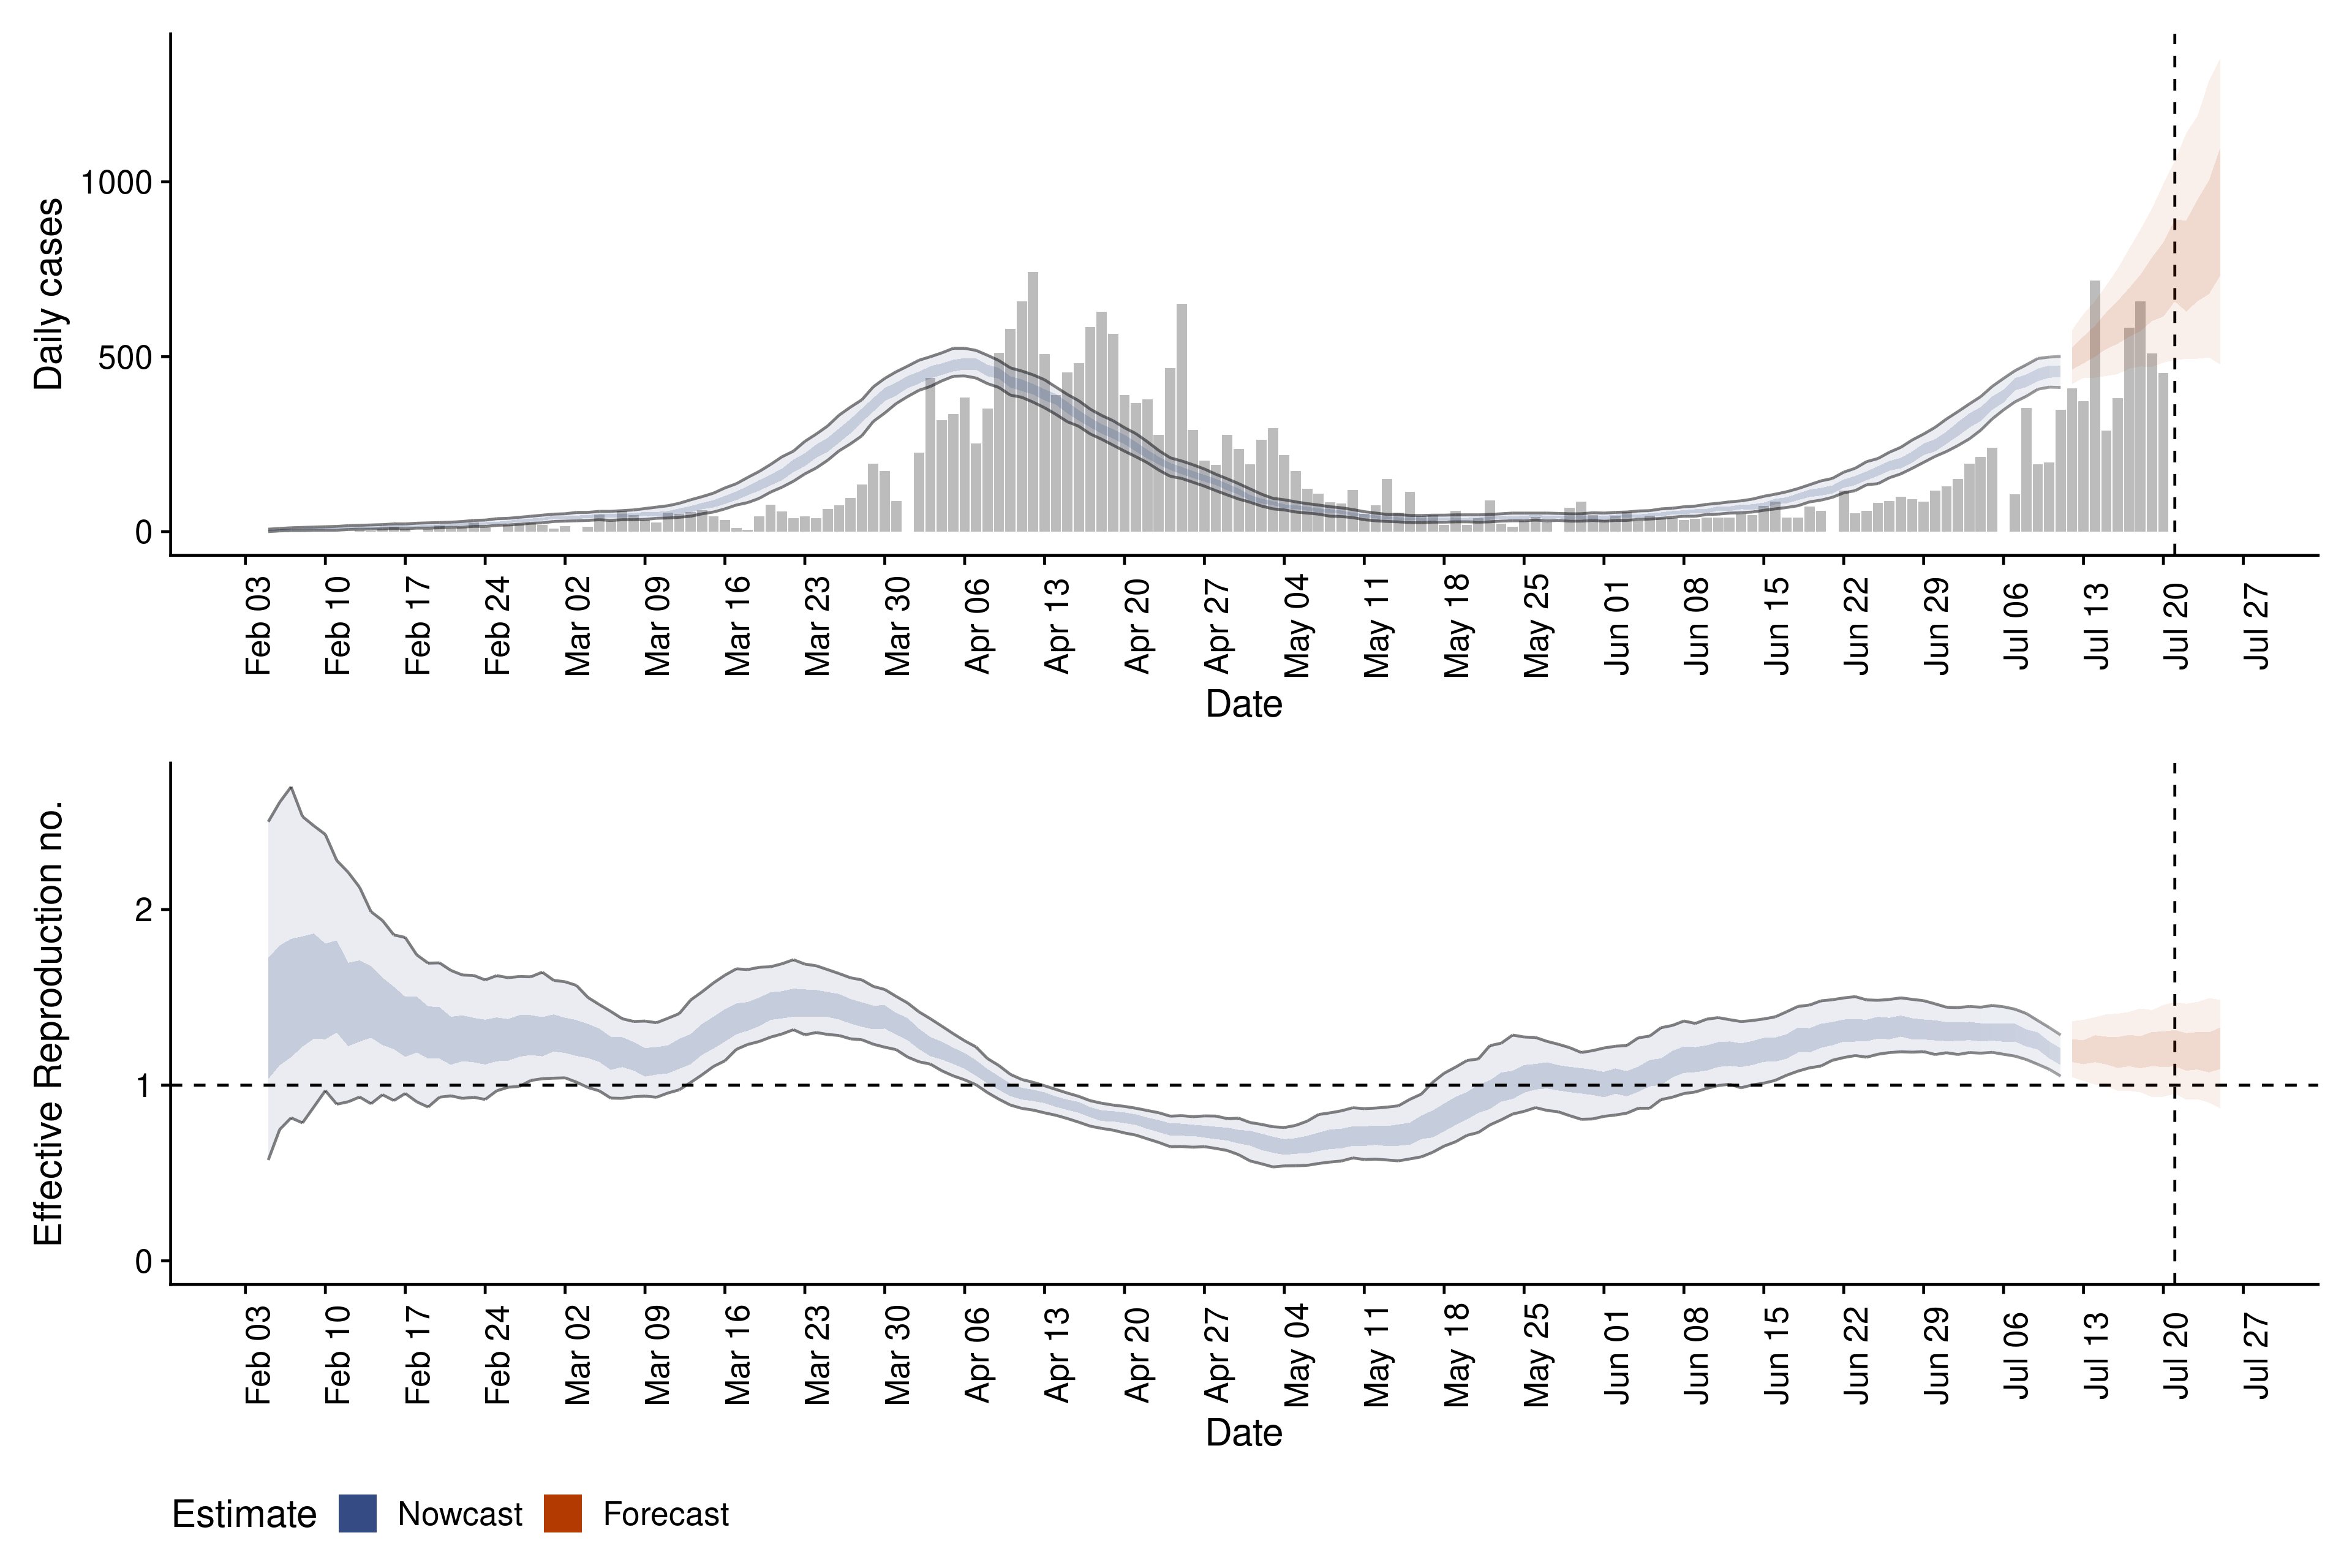 Daily cases
1000
500
0
Feb 03 Feb 10 Feb 17 Feb 24 Mar 02 Mar 09 Mar 16 Mar 23 Mar 30 Apr 06 Apr 13 Apr 20 Apr 27 May 04 May 11 May 18 May 25 Jun 01 Jun 08 Jun 15 Jun 22 Jun 29 Jul 06 Jul 13 Jul 20 Jul 27
Date
Effective Reproduction no.
2
1
0
Feb 03 Feb 10 Feb 17 Feb 24 Mar 02 Mar 09 Mar 16 Mar 23 Mar 30 Apr 06 Apr 13 Apr 20 Apr 27 May 04 May 11 May 18 May 25 Jun 01 Jun 08 Jun 15 Jun 22 Jun 29 Jul 06 Jul 13 Jul 20 Jul 27
Date
Estimate Nowcast Forecast